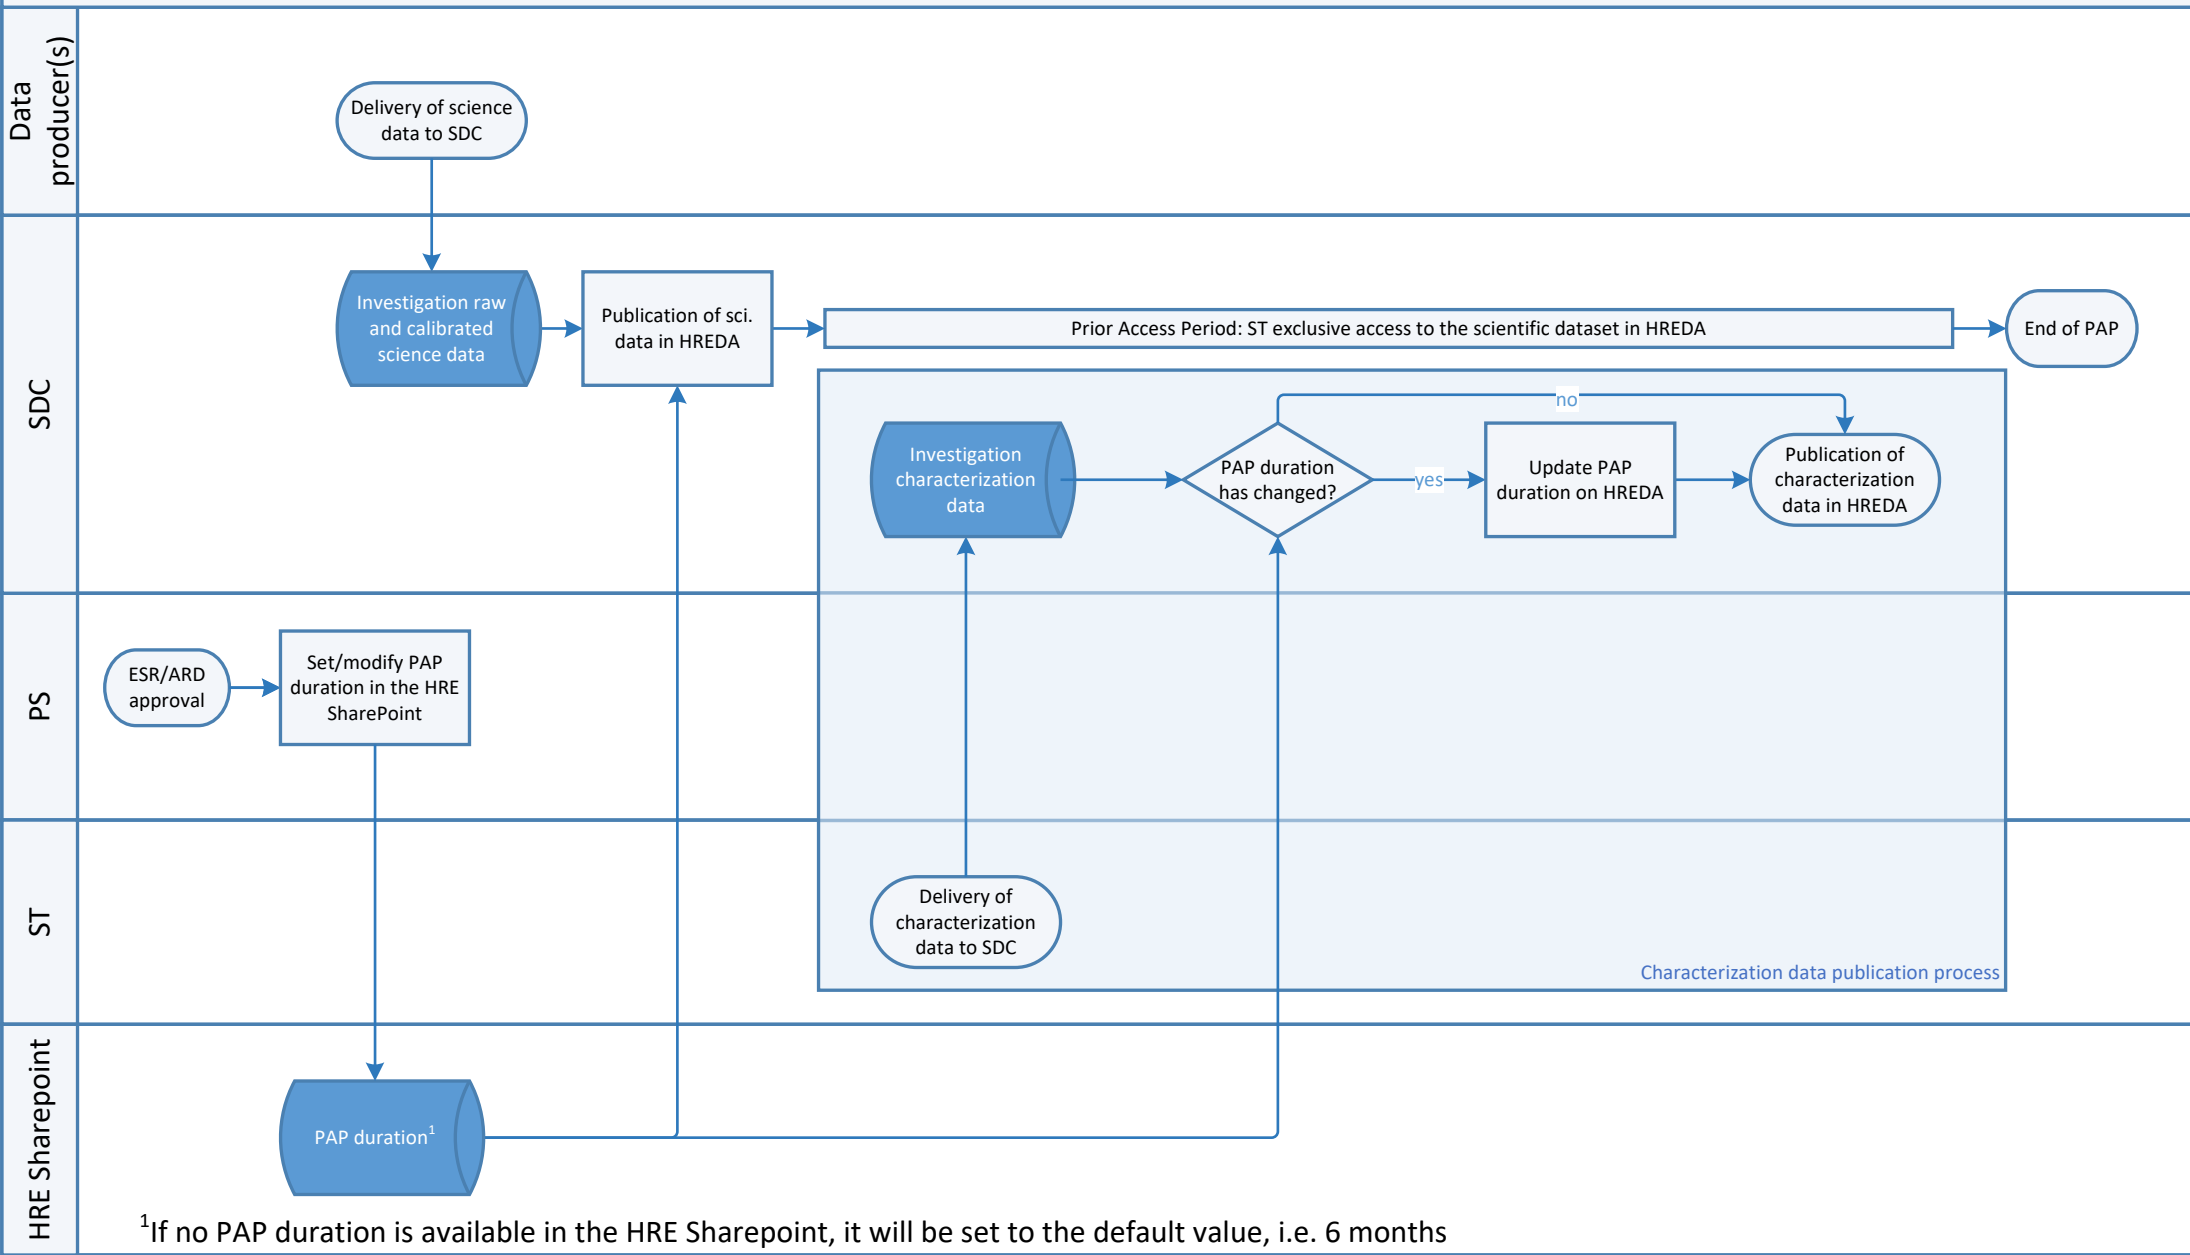 Data
producer(s)
Delivery of science
data to SDC
SDC
Investigation raw
and calibrated
science data
Publication of sci.
data in HREDA
Prior Access Period: ST exclusive access to the scientific dataset in HREDA
End of PAP
no
Investigation
characterization
data
PAP duration
has changed?
yes
Update PAP
duration on HREDA
Publication of
characterization
data in HREDA
PS
ESR/ARD
approval
Set/modify PAP
duration in the HRE
SharePoint
ST
Delivery of
characterization
data to SDC
Characterization data publication process
HRE Sharepoint
PAP duration¹
¹If no PAP duration is available in the HRE Sharepoint, it will be set to the default value, i.e. 6 months